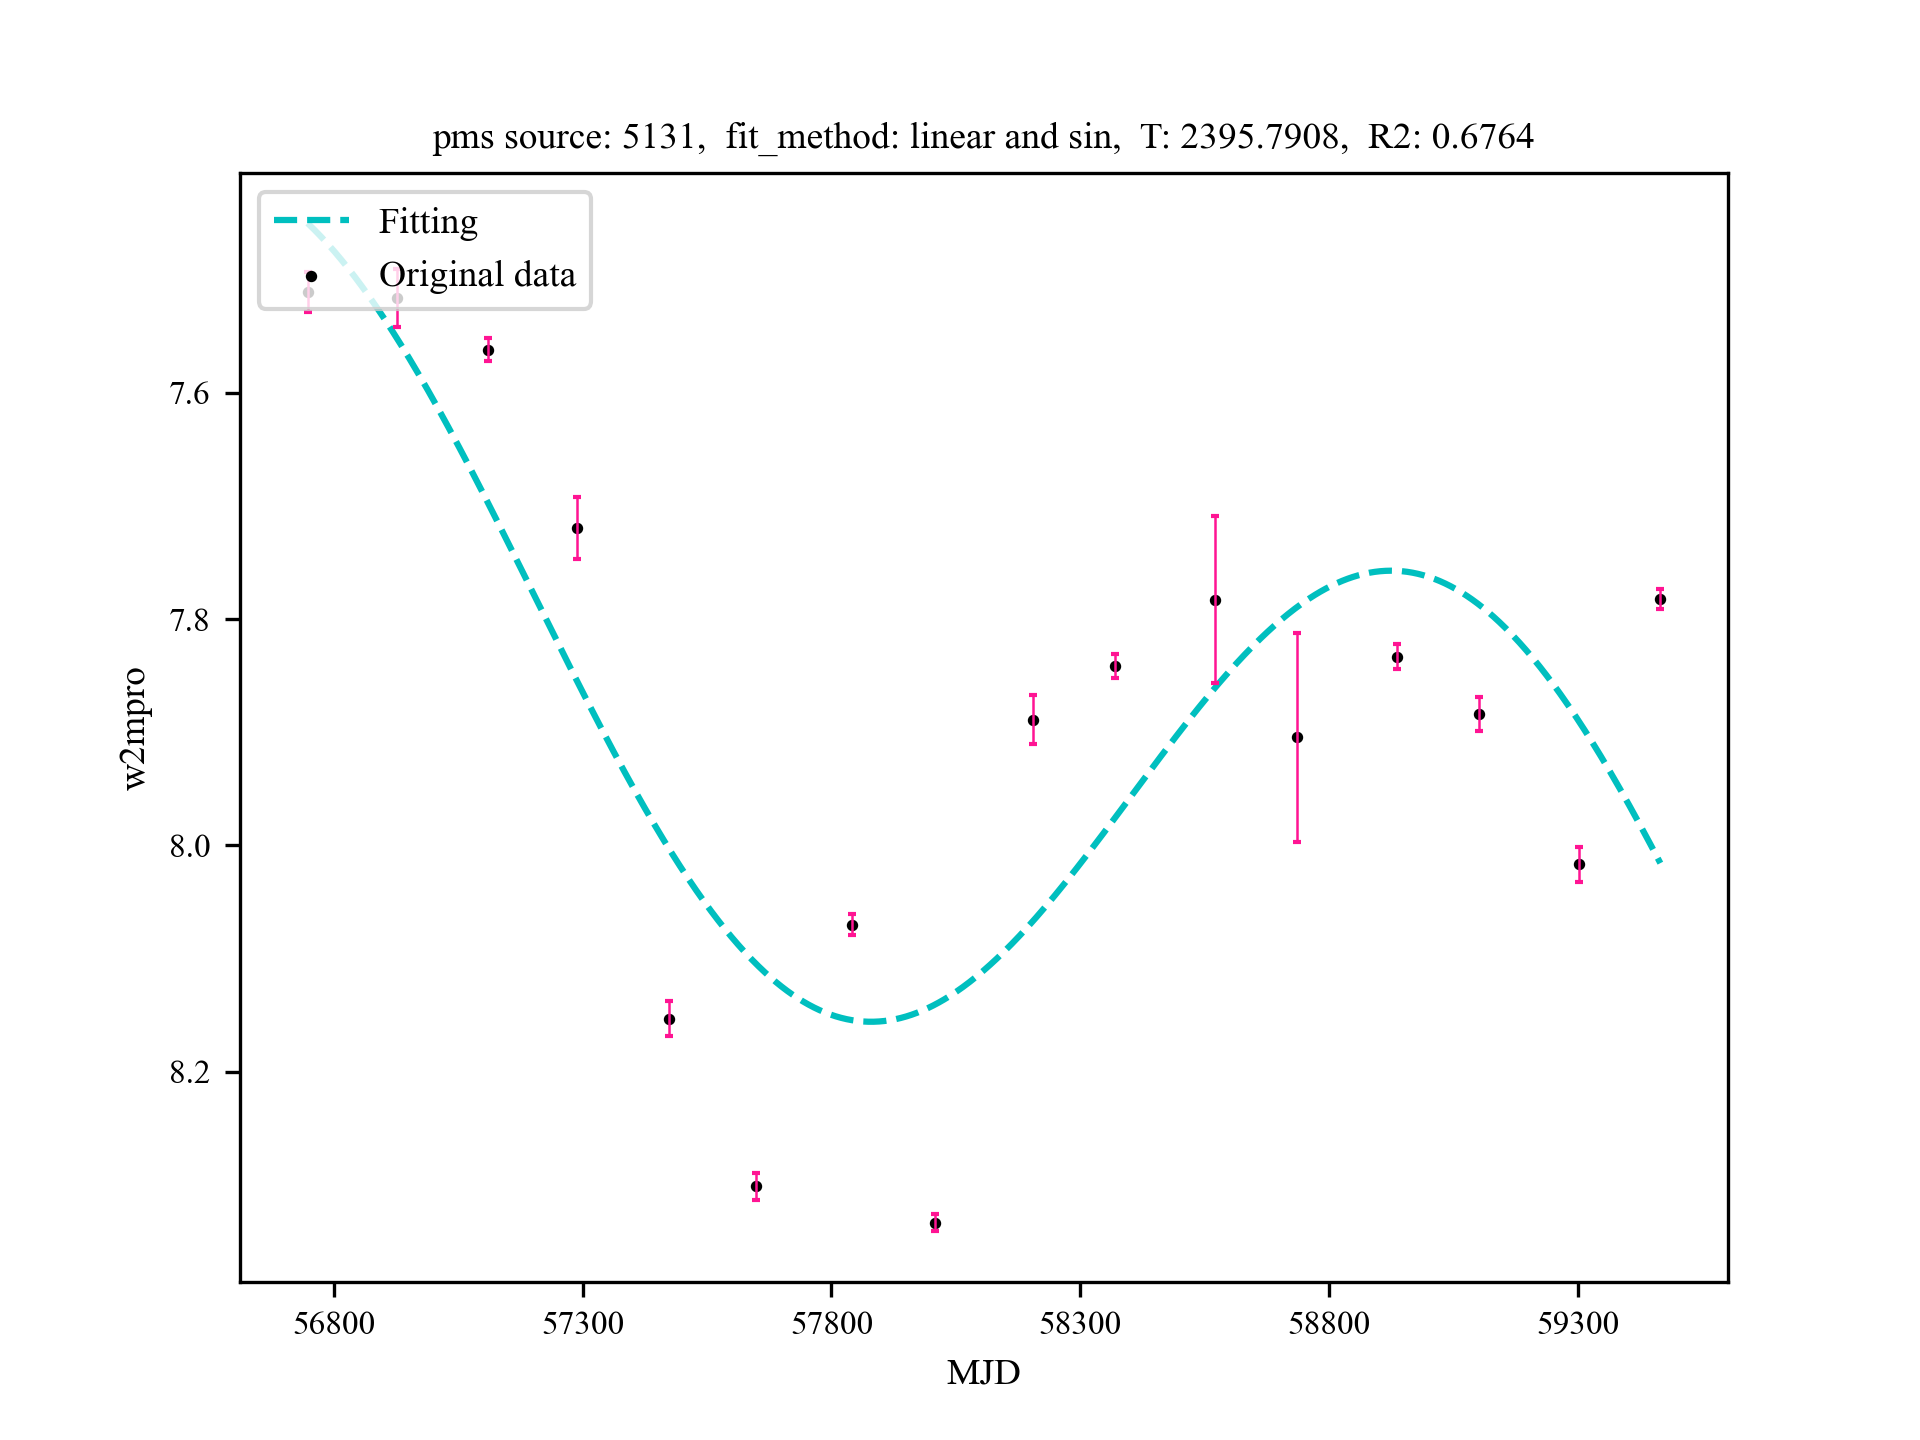 pms source: 5131,  fit_method: linear and sin,  T: 2395.7908,  R2: 0.6764
Fitting
Original data
7.6
7.8
8.0
8.2
w2mpro
56800 57300 57800 58300 58800 59300
MJD